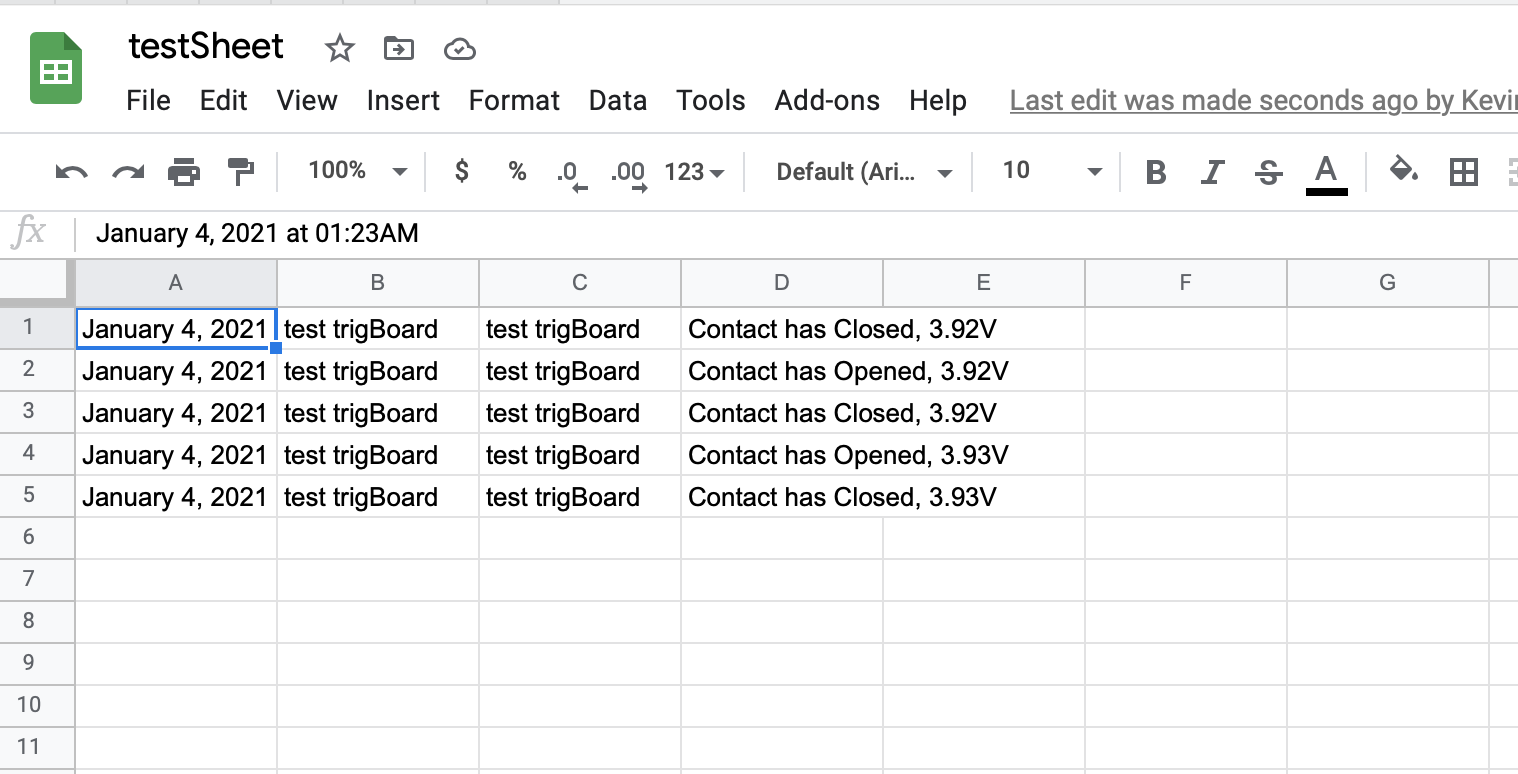 testSheet
File Edit View Insert Format Data Tools Add-ons Help Last edit was made seconds ago by Kevin
100% $ % .0 .00 123 Default (Ari... 10 B I S A
fx January 4, 2021 at 01:23AM
A B C D E F G
1 January 4, 2021 test trigBoard test trigBoard Contact has Closed, 3.92V
2 January 4, 2021 test trigBoard test trigBoard Contact has Opened, 3.92V
3 January 4, 2021 test trigBoard test trigBoard Contact has Closed, 3.92V
4 January 4, 2021 test trigBoard test trigBoard Contact has Opened, 3.93V
5 January 4, 2021 test trigBoard test trigBoard Contact has Closed, 3.93V
6
7
8
9
10
11